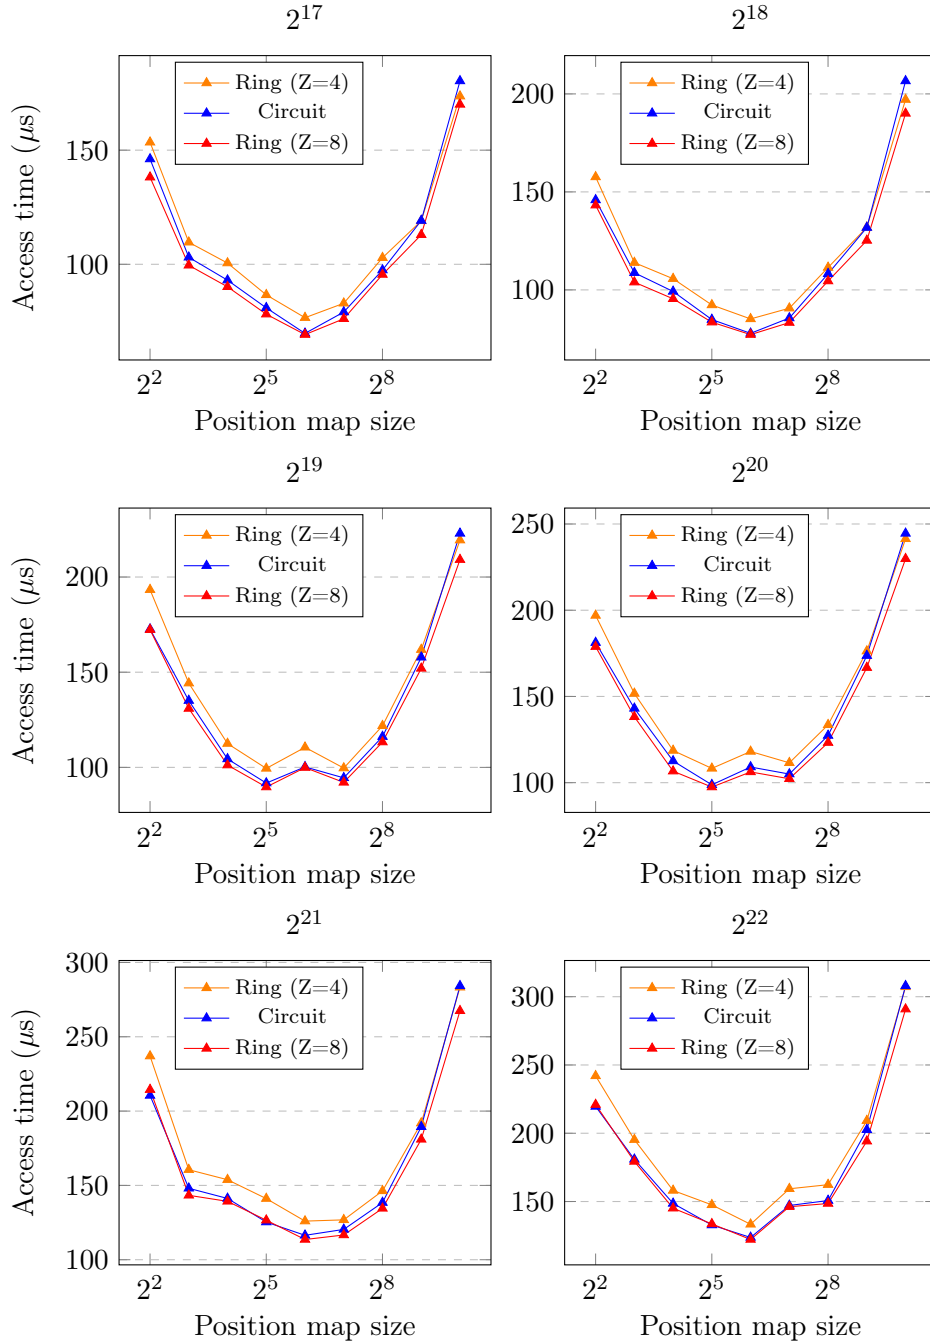 2^17
Ring (Z=4)
Circuit
Ring (Z=8)
150
100
Access time (μs)
2^2 2^5 2^8
Position map size
2^18
Ring (Z=4)
Circuit
Ring (Z=8)
200
150
100
2^2 2^5 2^8
Position map size
2^19
Ring (Z=4)
Circuit
Ring (Z=8)
200
150
100
Access time (μs)
2^2 2^5 2^8
Position map size
2^20
Ring (Z=4)
Circuit
Ring (Z=8)
250
200
150
100
2^2 2^5 2^8
Position map size
2^21
Ring (Z=4)
Circuit
Ring (Z=8)
300
250
200
150
100
Access time (μs)
2^2 2^5 2^8
Position map size
2^22
Ring (Z=4)
Circuit
Ring (Z=8)
300
250
200
150
2^2 2^5 2^8
Position map size